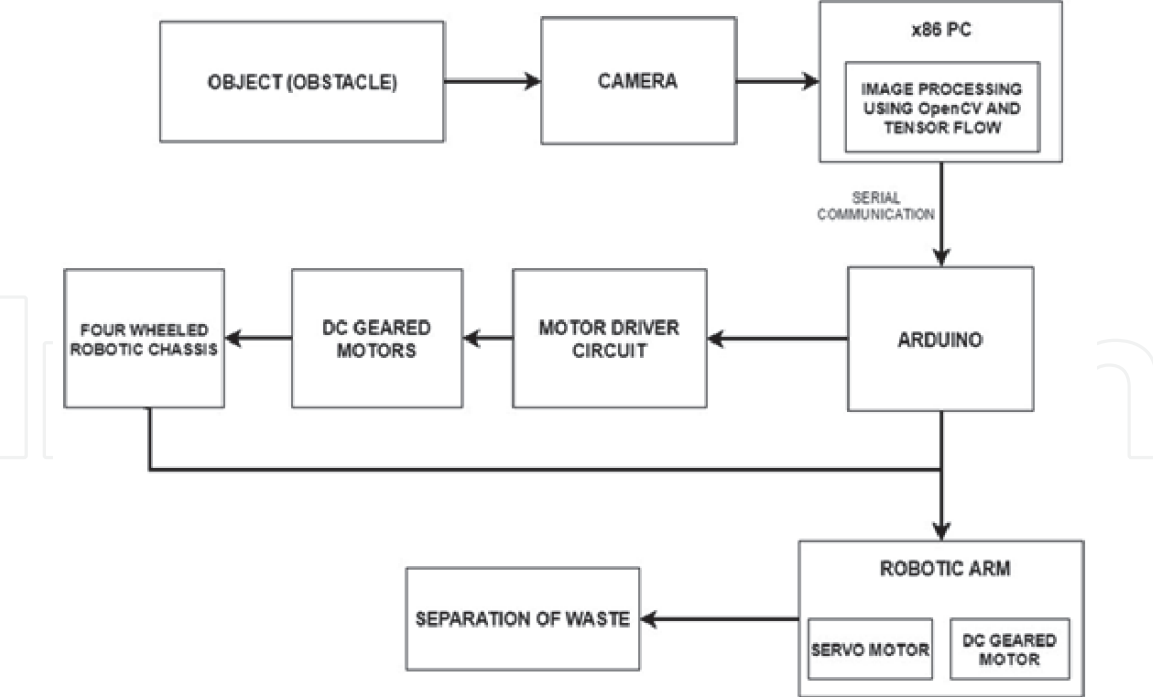 OBJECT (OBSTACLE)
CAMERA
x86 PC
IMAGE PROCESSING
USING OpenCV AND
TENSOR FLOW
SERIAL
COMMUNICATION
FOUR WHEELED
ROBOTIC CHASSIS
DC GEARED
MOTORS
MOTOR DRIVER
CIRCUIT
ARDUINO
ROBOTIC ARM
SERVO MOTOR
DC GEARED
MOTOR
SEPARATION OF WASTE